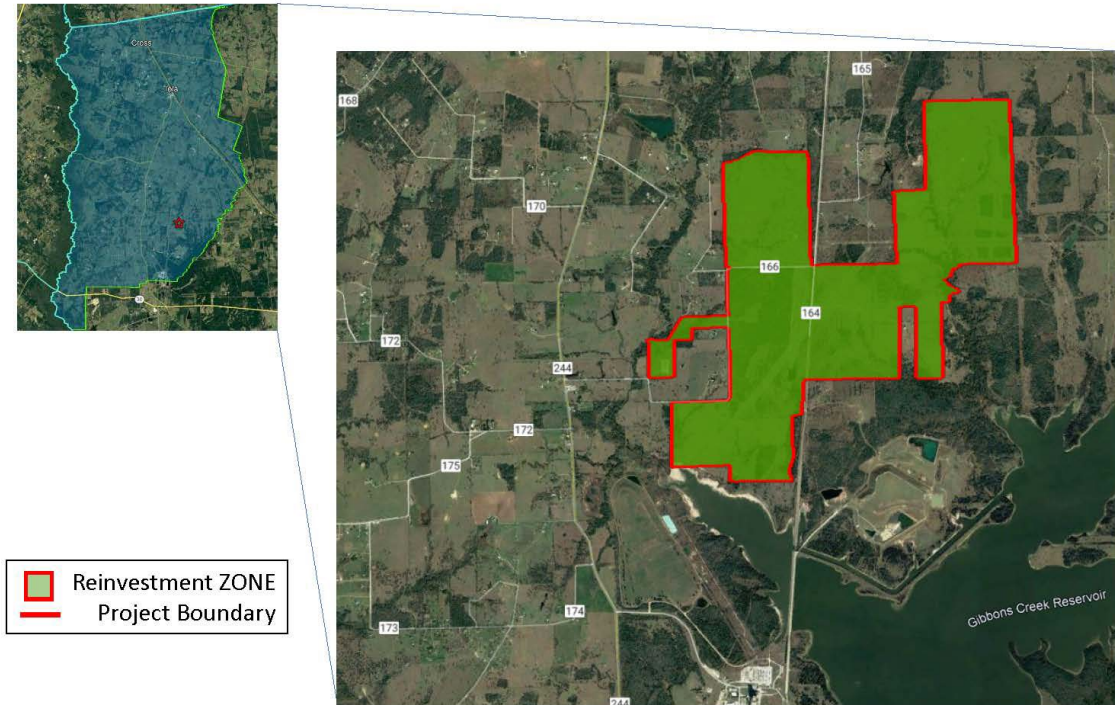 Cross
Iola
30
168
165
170
166
164
172
244
172
175
174
173
244
Gibbons Creek Reservoir
Reinvestment ZONE
Project Boundary